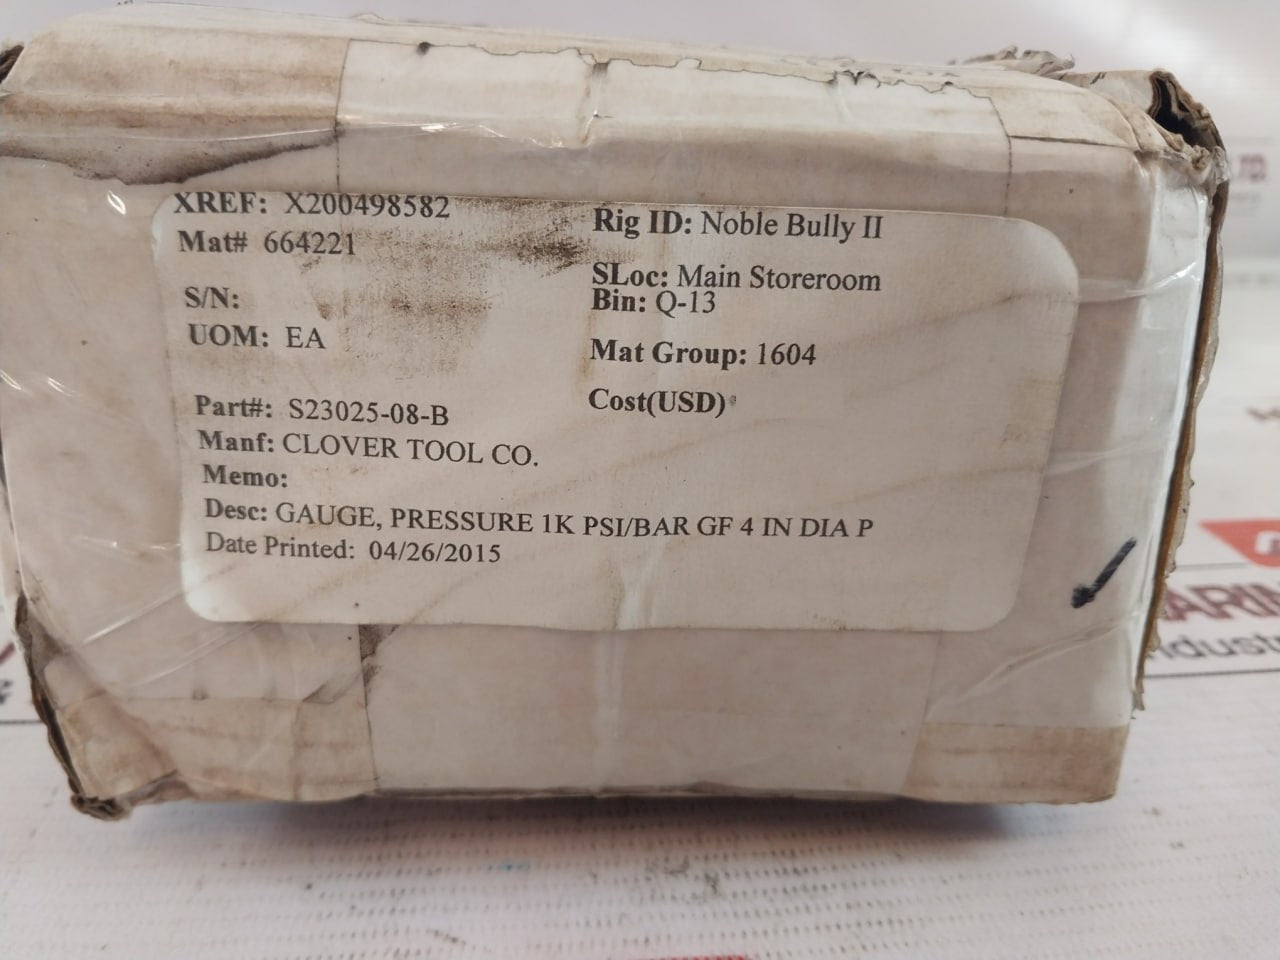 XREF: X200498582
Mat# 664221
S/N:
UOM: EA
Part#: S23025-08-B
Manf: CLOVER TOOL CO.
Memo:
Desc: GAUGE, PRESSURE 1K PSI/BAR GF 4 IN DIA P
Date Printed: 04/26/2015
Rig ID: Noble Bully II
SLoc: Main Storeroom
Bin: Q-13
Mat Group: 1604
Cost(USD)